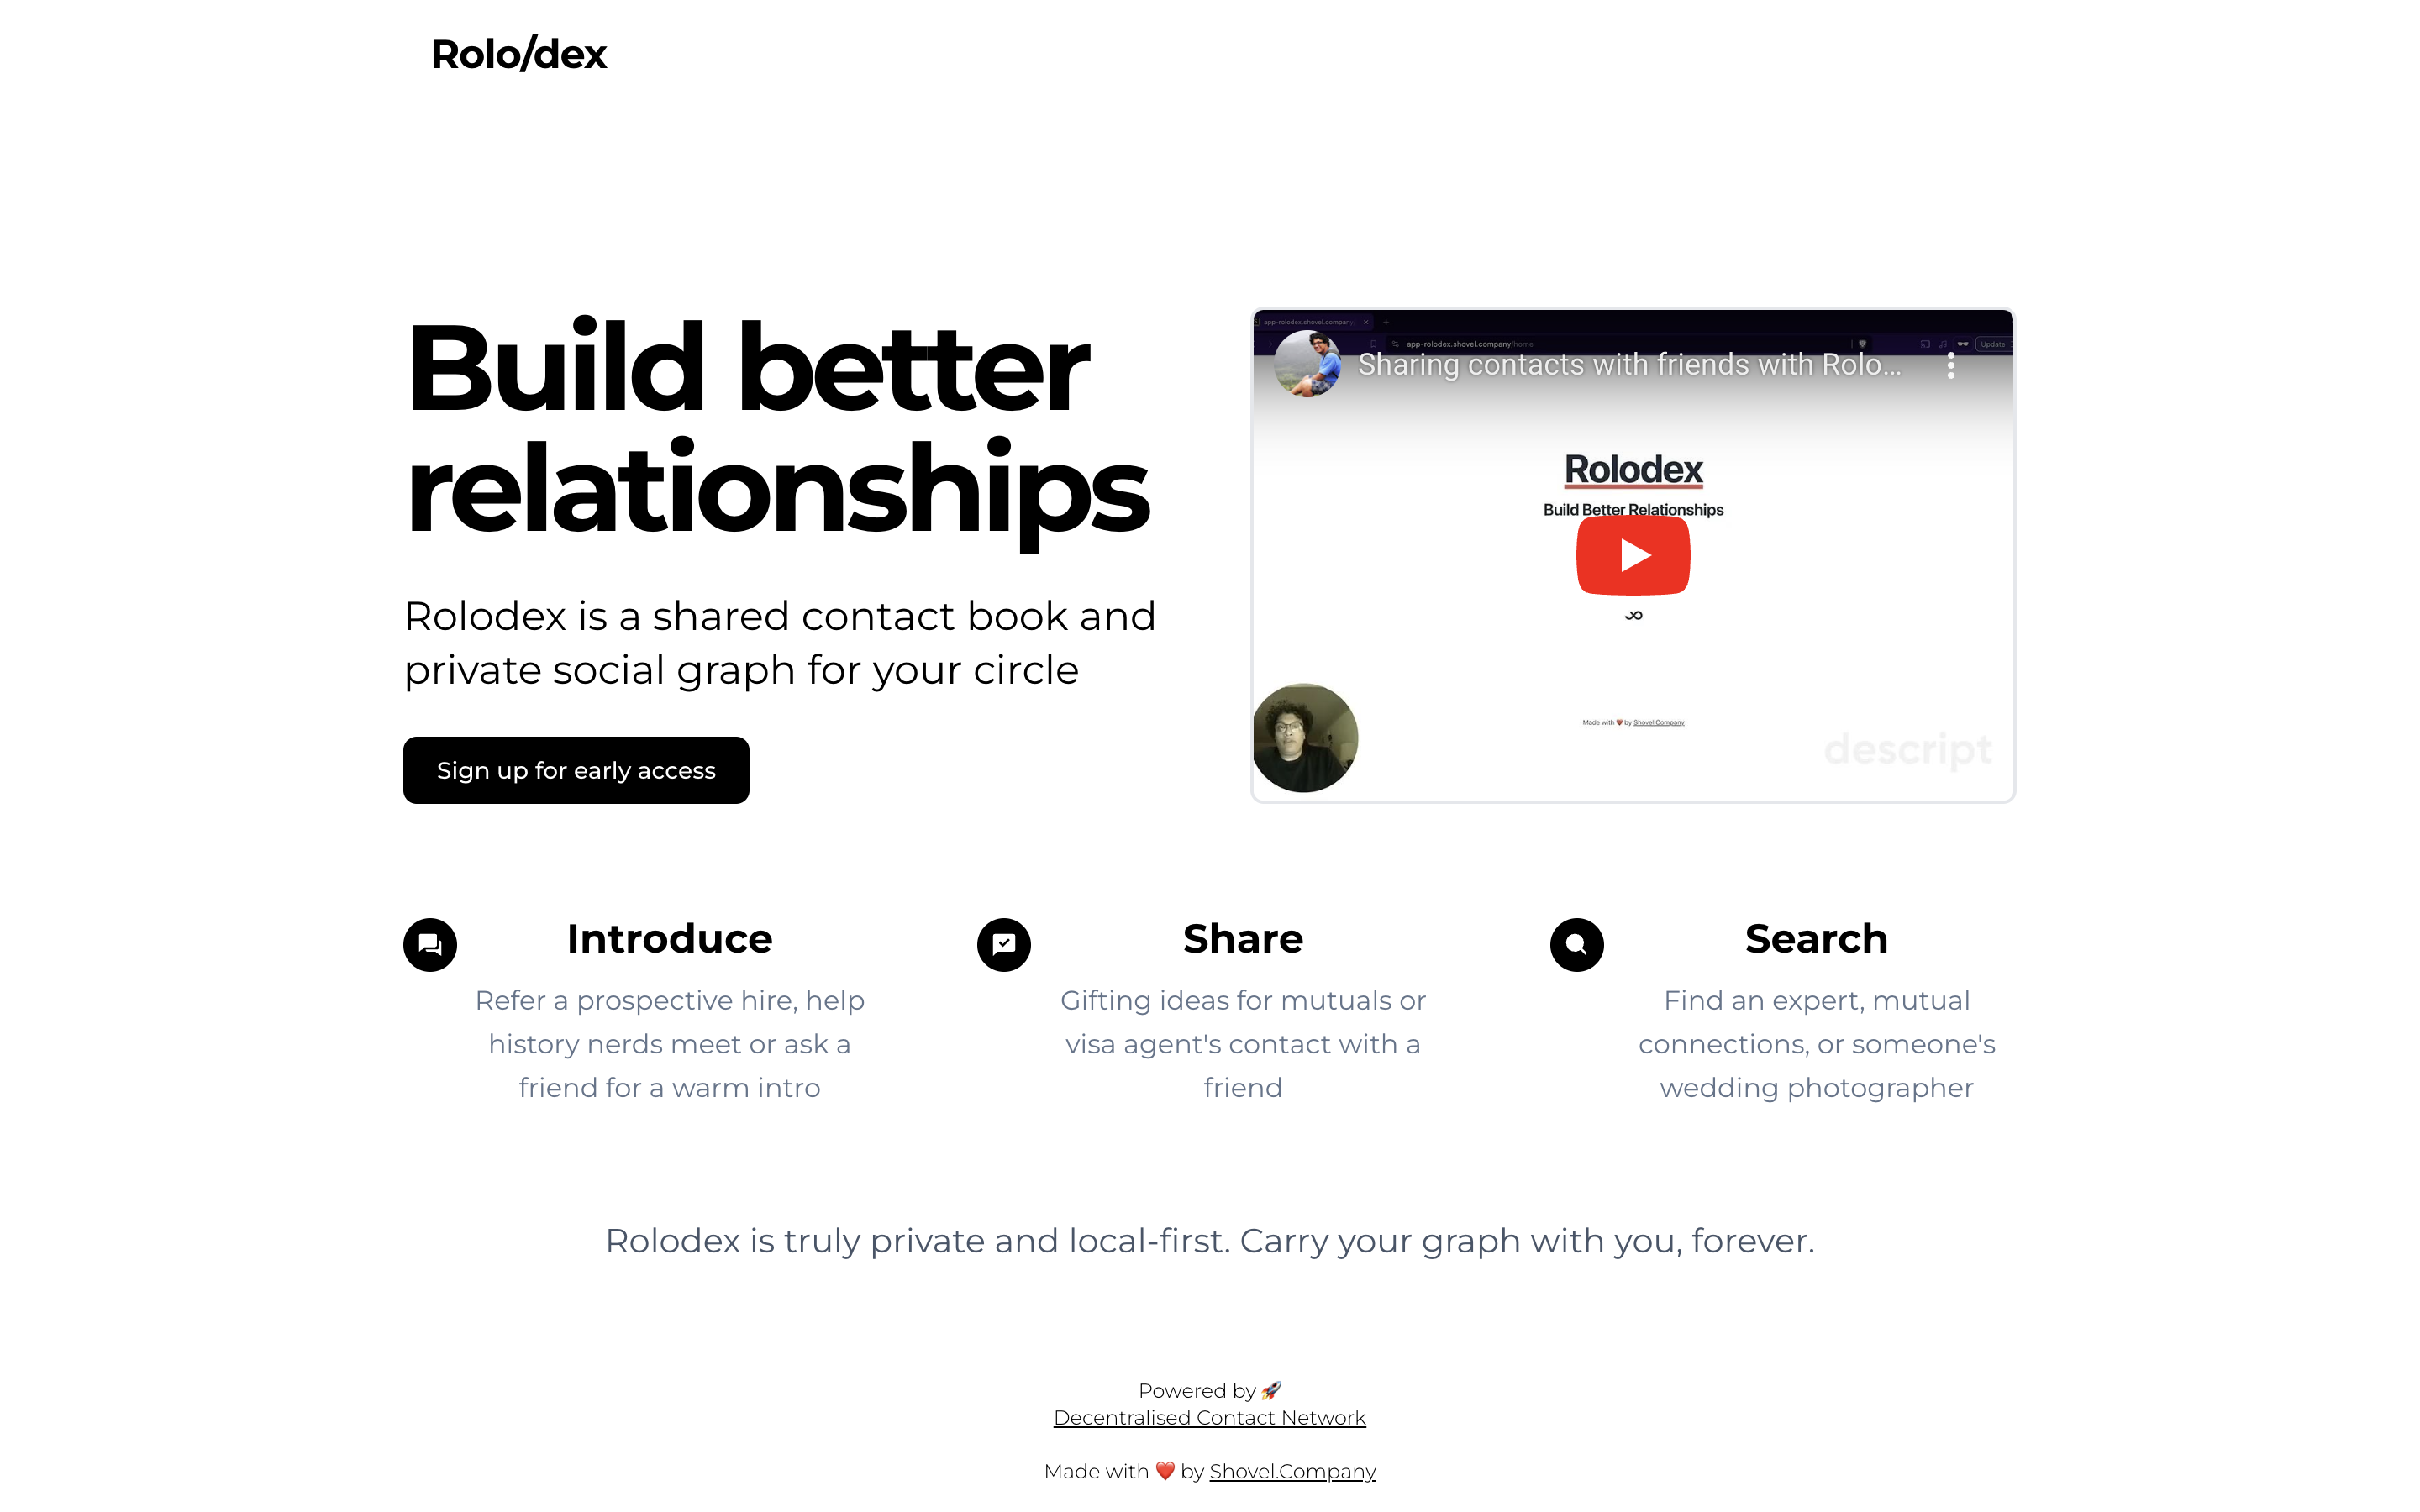 Rolo/dex
Build better
relationships
Rolodex is a shared contact book and
private social graph for your circle
Sign up for early access
app-rolodex.shovel.company
app-rolodex.shovel.company/home
Update
Sharing contacts with friends with Rolo...
Rolodex
Build Better Relationships
Made with ❤️ by Shovel.Company
descript
Introduce
Refer a prospective hire, help
history nerds meet or ask a
friend for a warm intro
Share
Gifting ideas for mutuals or
visa agent's contact with a
friend
Search
Find an expert, mutual
connections, or someone's
wedding photographer
Rolodex is truly private and local-first. Carry your graph with you, forever.
Powered by 🚀
Decentralised Contact Network
Made with ❤️ by Shovel.Company